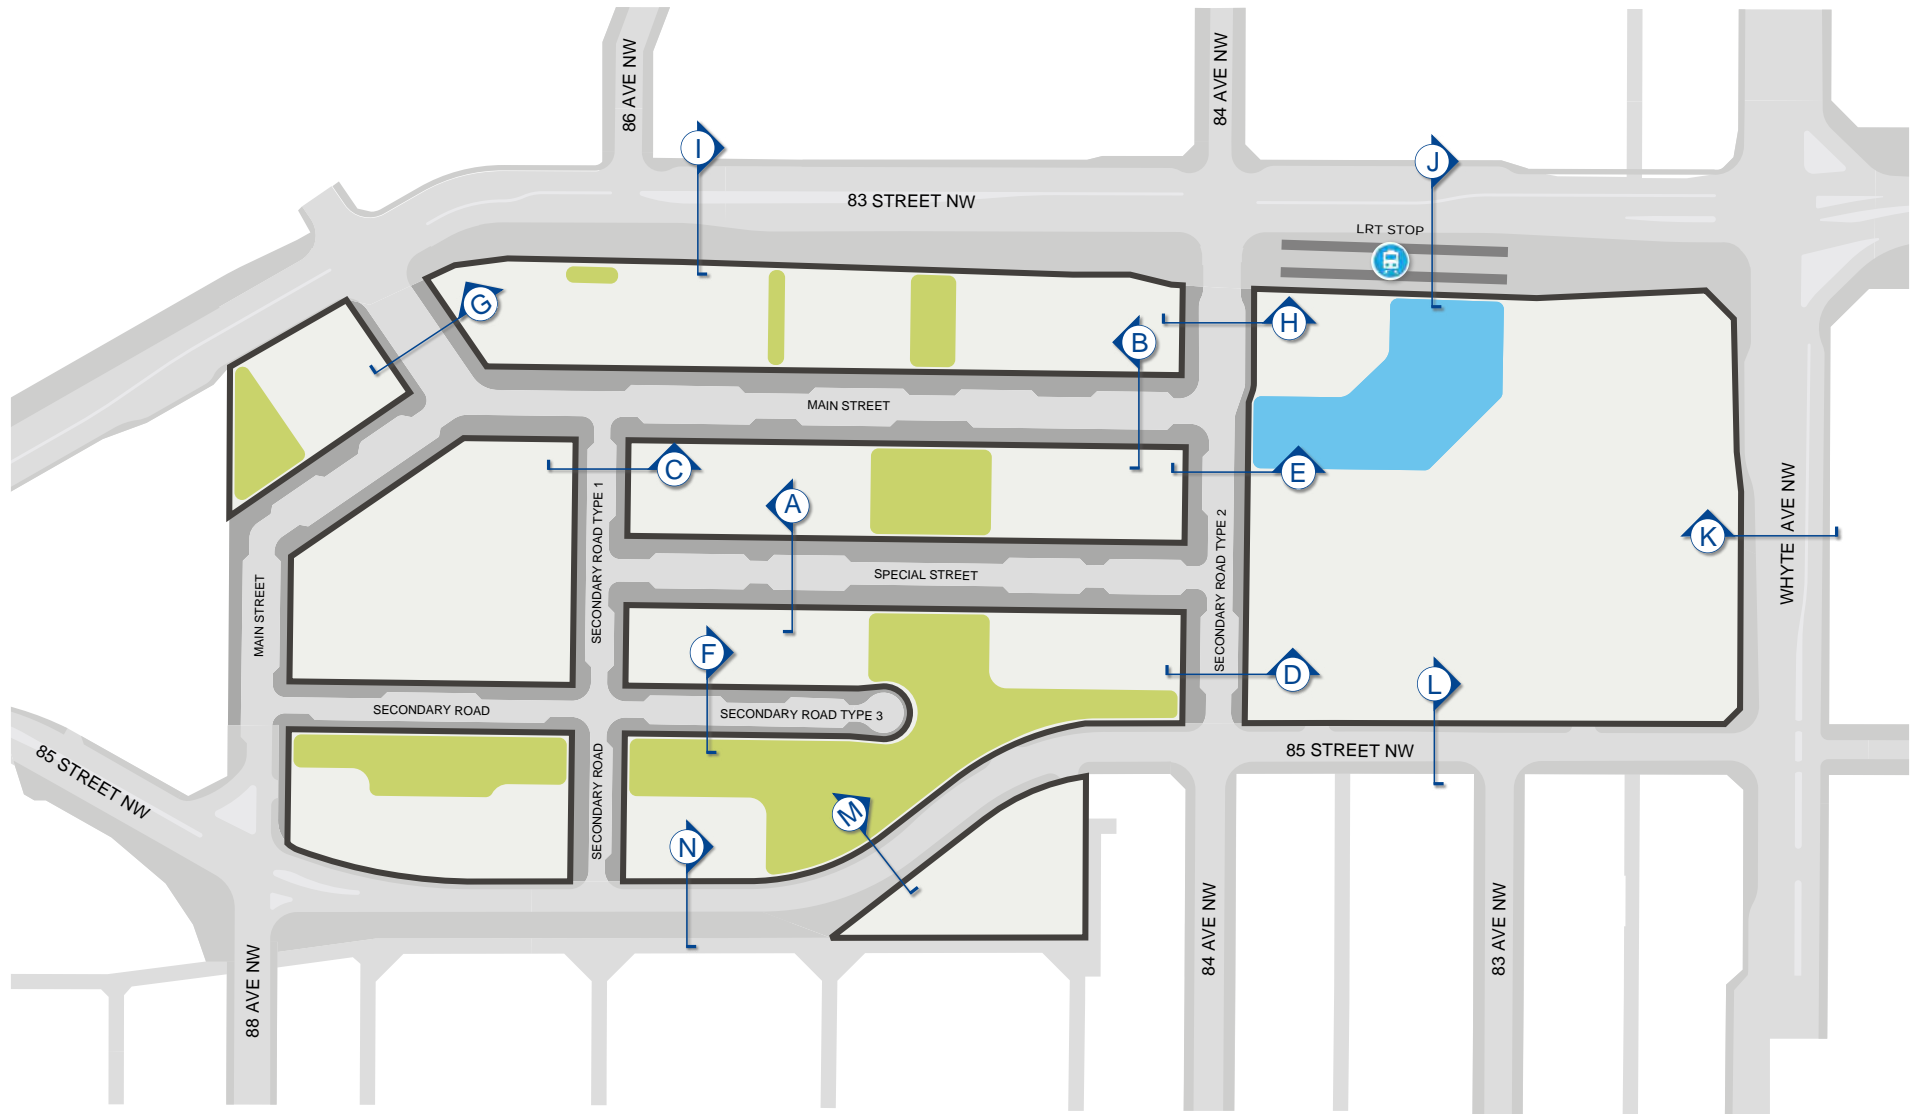 86 AVE NW
84 AVE NW
I
J
83 STREET NW
LRT STOP
G
H
B
MAIN STREET
C
E
A
SECONDARY ROAD TYPE 1
SECONDARY ROAD TYPE 2
WHYTE AVE NW
K
SPECIAL STREET
MAIN STREET
F
D
L
SECONDARY ROAD
SECONDARY ROAD TYPE 3
85 STREET NW
85 STREET NW
SECONDARY ROAD
M
N
88 AVE NW
84 AVE NW
83 AVE NW